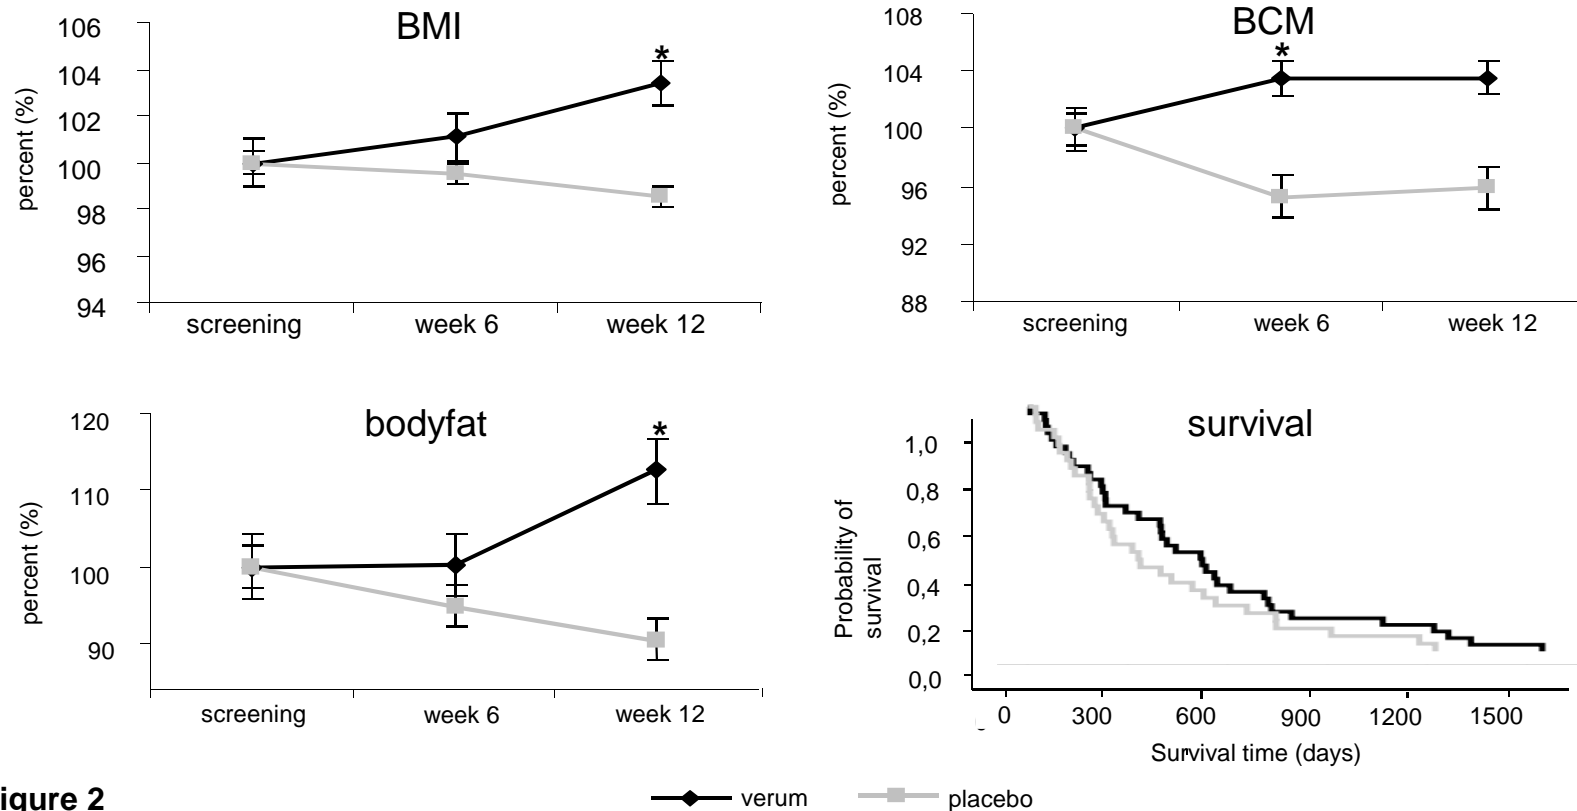 BMI
106
*
104
102
100
98
96
94
percent (%)
screening week 6 week 12
BCM
108
*
104
100
96
92
88
percent (%)
screening week 6 week 12
bodyfat
120
*
110
100
90
percent (%)
screening week 6 week 12
survival
1,0
0,8
0,6
0,4
0,2
0,0
Probability of
survival
0 300 600 900 1200 1500
Survival time (days)
igure 2
verum placebo